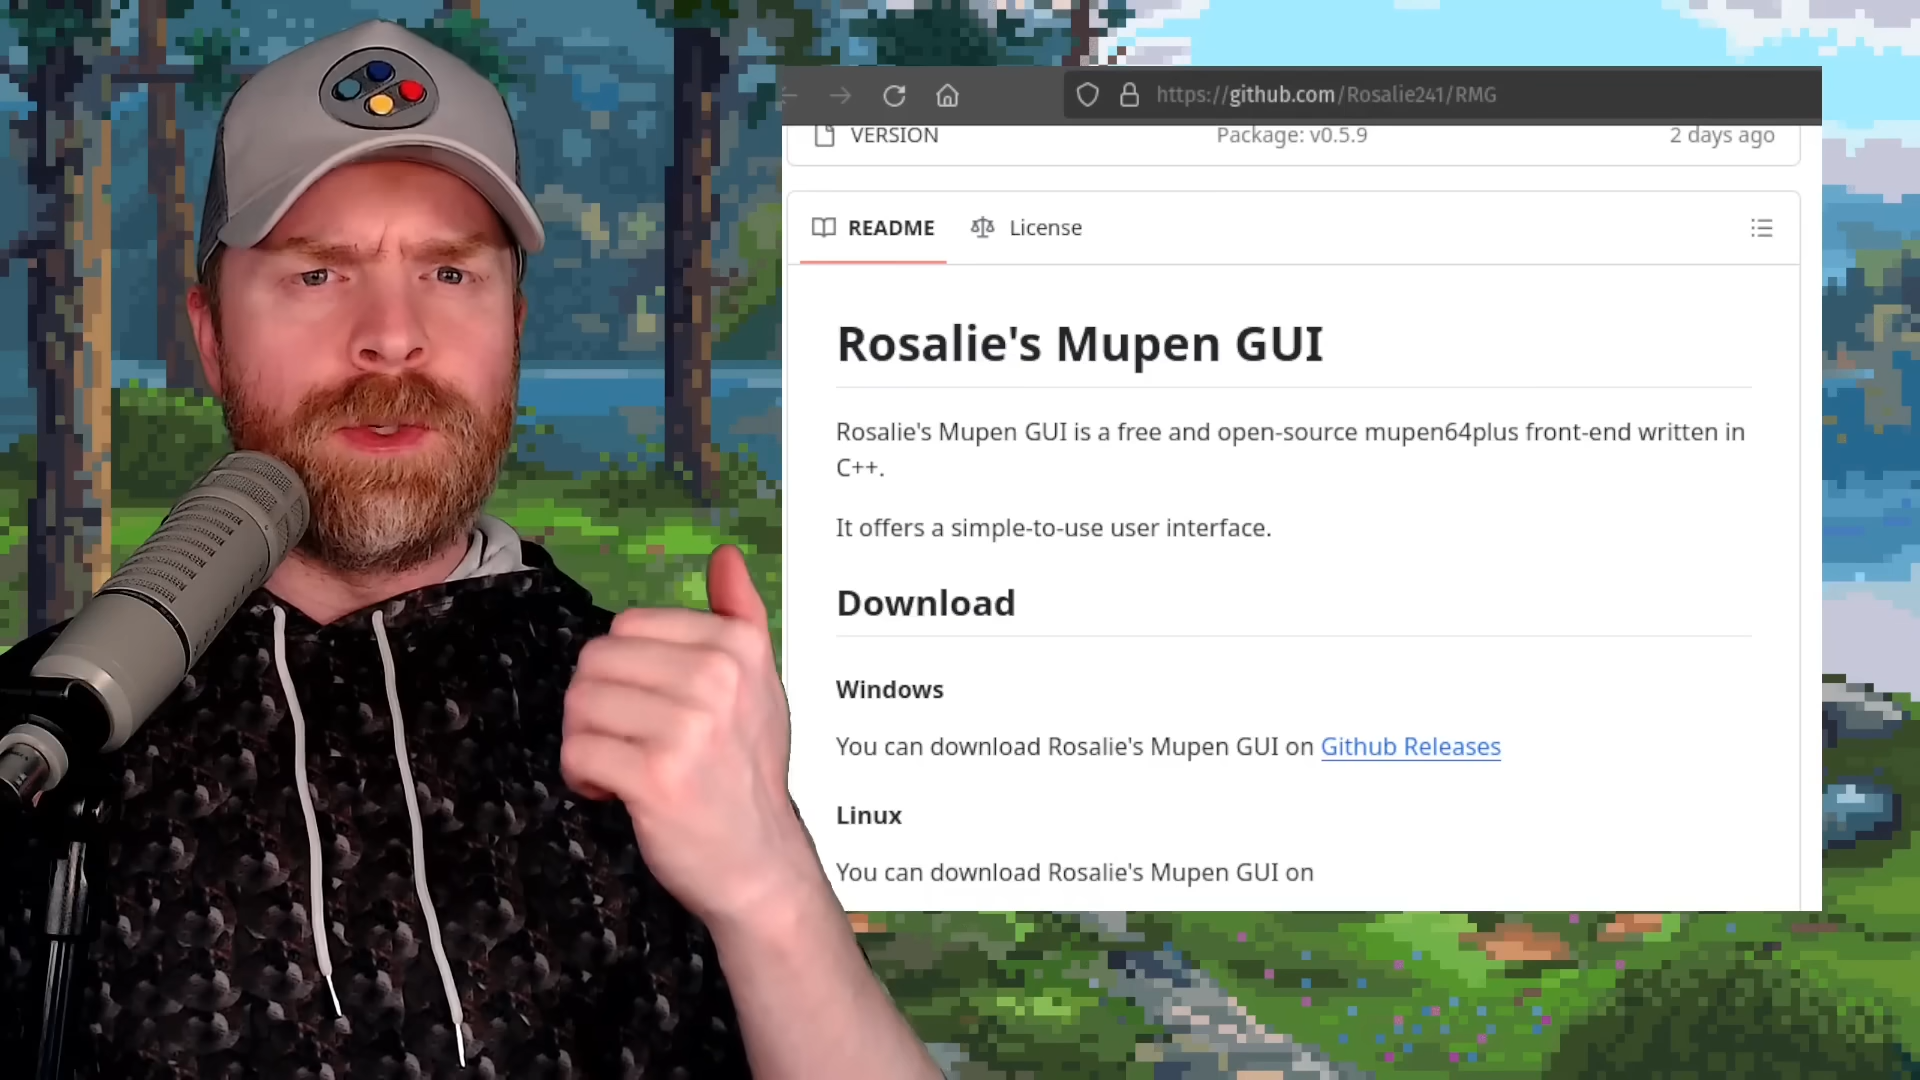 https://github.com/Rosalie241/RMG
VERSION Package: v0.5.9 2 days ago
README License
Rosalie's Mupen GUI
Rosalie's Mupen GUI is a free and open-source mupen64plus front-end written in
C++.
It offers a simple-to-use user interface.
Download
Windows
You can download Rosalie's Mupen GUI on Github Releases
Linux
You can download Rosalie's Mupen GUI on